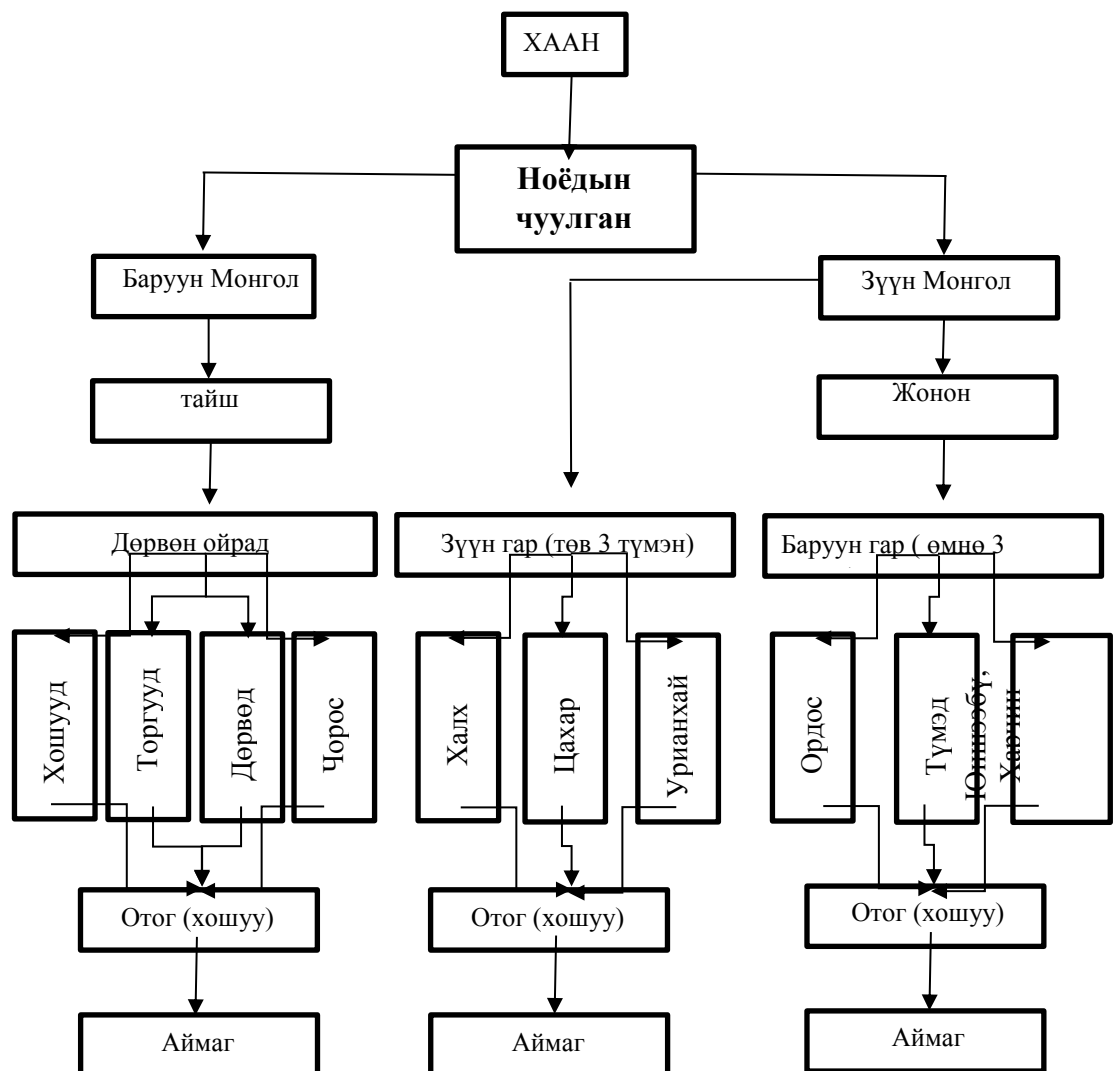 ХААН
Ноёдын
чуулган
Баруун Монгол
Зүүн Монгол
тайш
Жонон
Дөрвөн ойрад
Зүүн гар (төв 3 түмэн)
Баруун гар ( өмнө 3
Хошууд
Торгууд
Дөрвөд
Чорос
Халх
Цахар
Урианхай
Ордос
Түмэд
Юншээбү,
Харчин
Отог (хошуу)
Отог (хошуу)
Отог (хошуу)
Аймаг
Аймаг
Аймаг